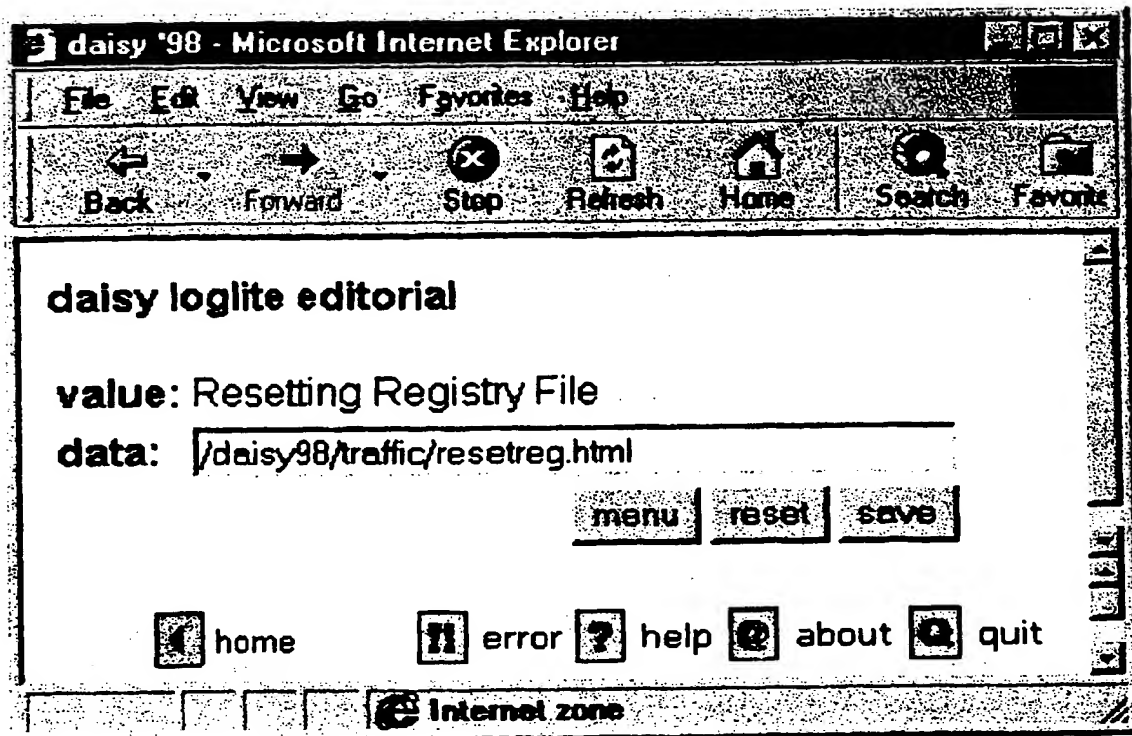 daisy '98 - Microsoft Internet Explorer
File Edit View Go Favorites Help
Back Forward Stop Refresh Home Search Favorite
daisy loglite editorial
value: Resetting Registry File
data: /daisy98/traffic/resetreg.html
menu reset save
home !! error ? help @ about Q quit
Internet zone